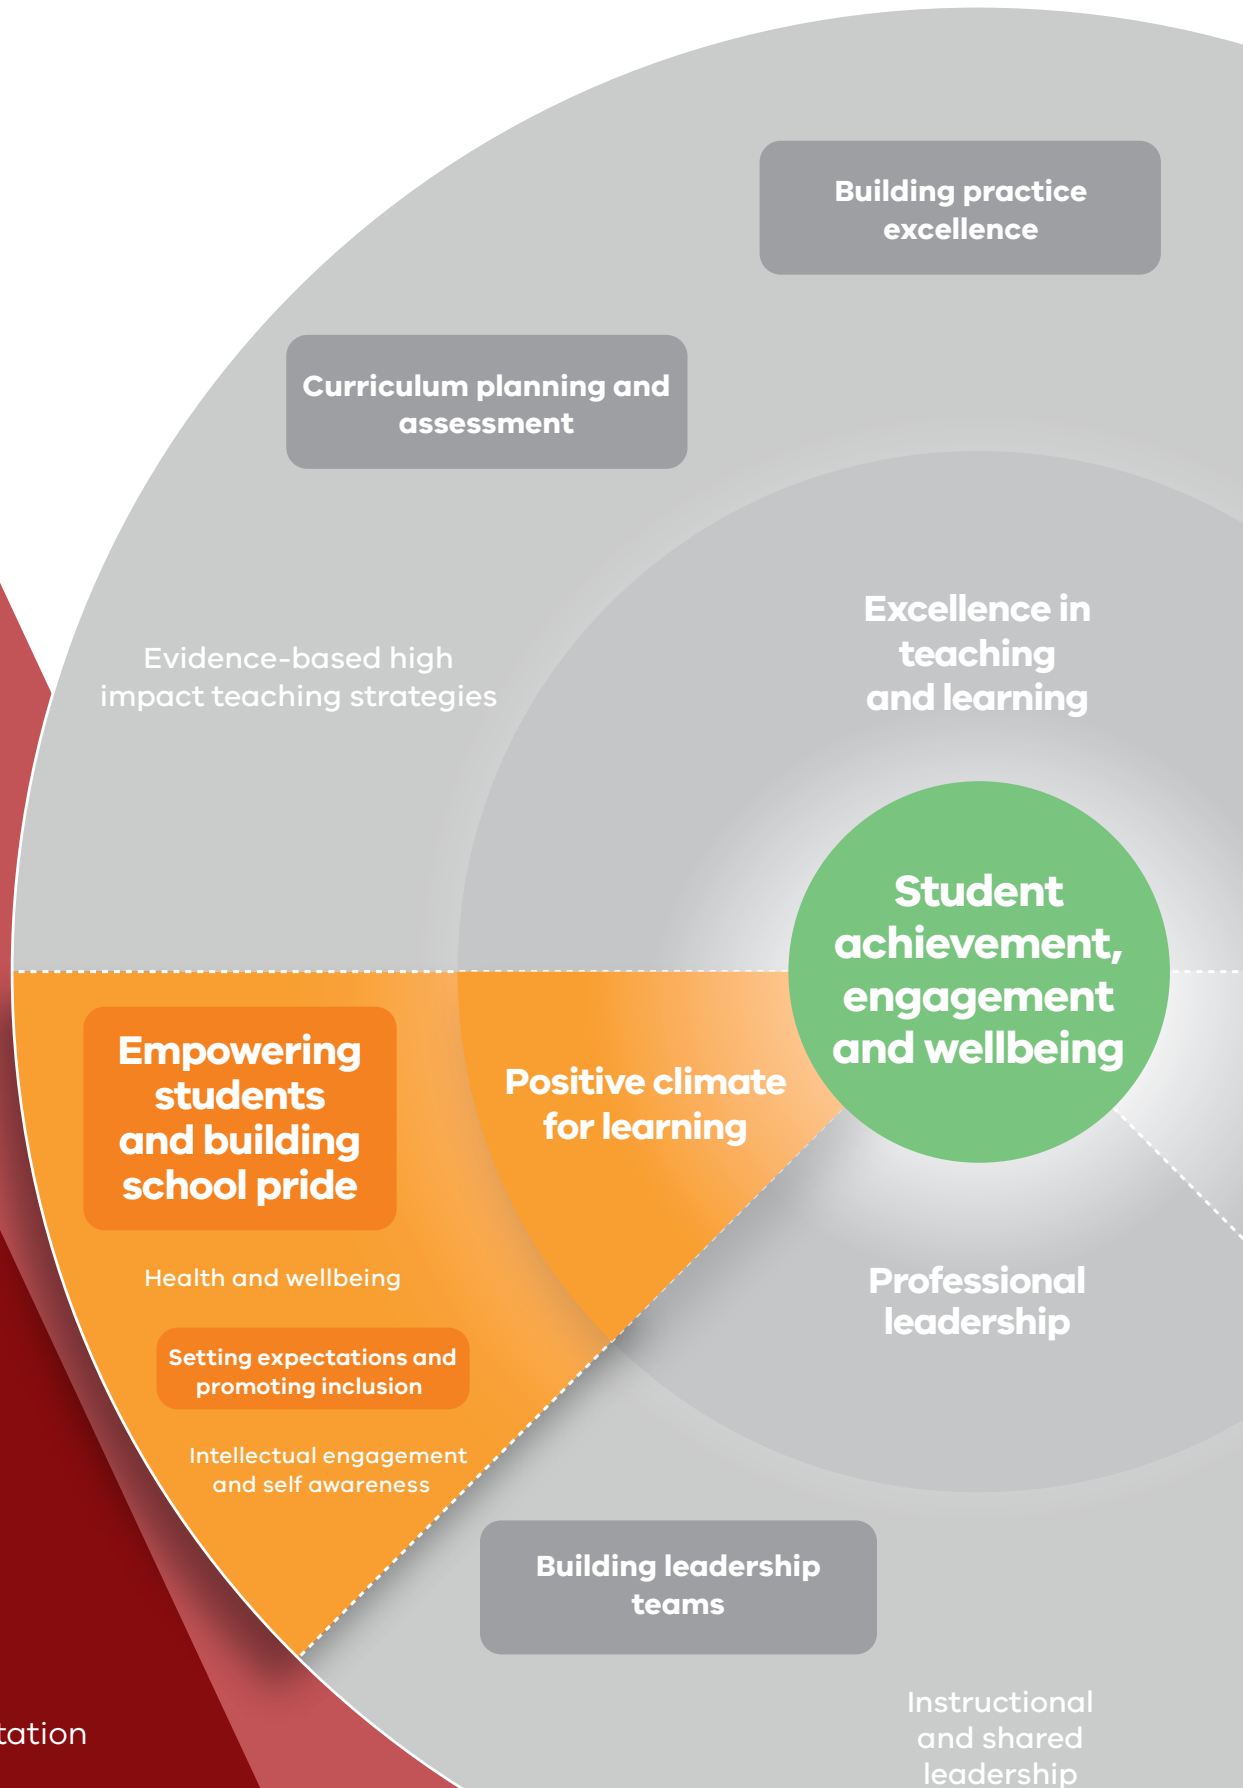 Building practice
excellence
Curriculum planning and
assessment
Evidence-based high
impact teaching strategies
Excellence in
teaching
and learning
Student
achievement,
engagement
and wellbeing
Empowering
students
and building
school pride
Positive climate
for learning
Health and wellbeing
Setting expectations and
promoting inclusion
Intellectual engagement
and self awareness
Professional
leadership
Building leadership
teams
Instructional
and shared
leadership